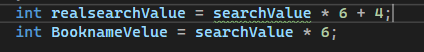 int realsearchValue = searchValue * 6 + 4;
int BooknameVelue = searchValue * 6;